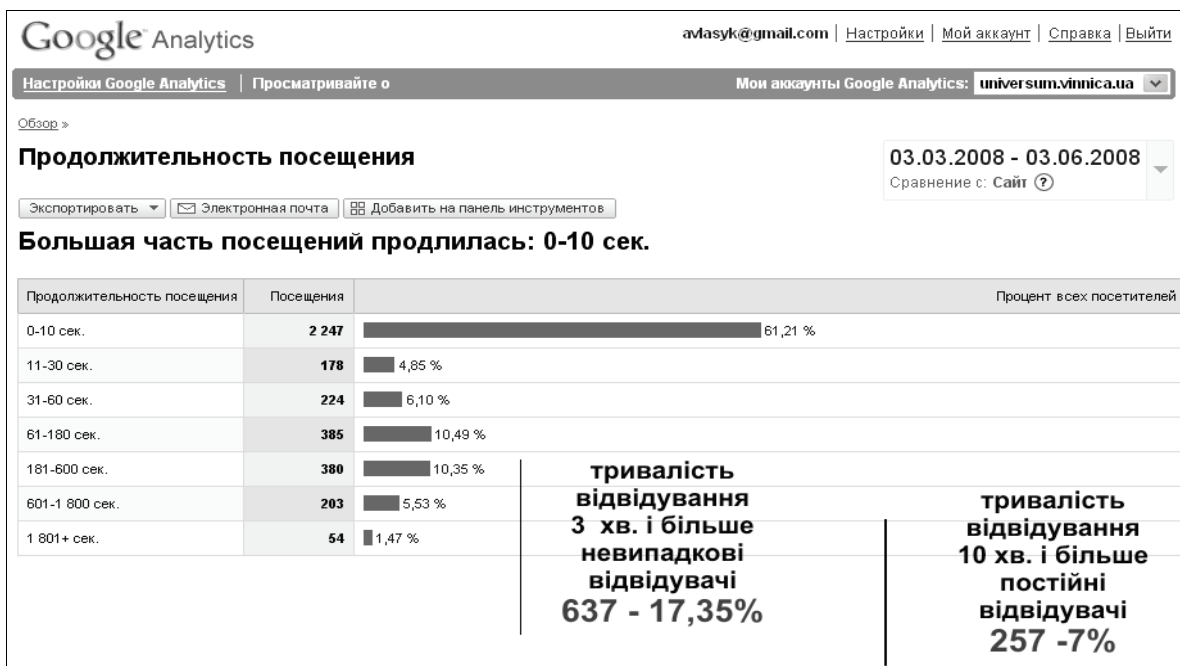 Google Analytics
avlasyk@gmail.com | Настройки | Мой аккаунт | Справка | Выйти
Настройки Google Analytics | Просматривайте о
Мои аккаунты Google Analytics: universum.vinnica.ua
Обзор »
Продолжительность посещения
03.03.2008 - 03.06.2008
Сравнение с: Сайт ?
Экспортировать
Электронная почта
Добавить на панель инструментов
Большая часть посещений продлилась: 0-10 сек.
Продолжительность посещения Посещения Процент всех посетителей
0-10 сек. 2 247 61,21 %
11-30 сек. 178 4,85 %
31-60 сек. 224 6,10 %
61-180 сек. 385 10,49 %
181-600 сек. 380 10,35 %
601-1 800 сек. 203 5,53 %
1 801+ сек. 54 1,47 %
тривалість
відвідування
3 хв. і більше
невипадкові
відвідувачі
637 - 17,35%
тривалість
відвідування
10 хв. і більше
постійні
відвідувачі
257 -7%